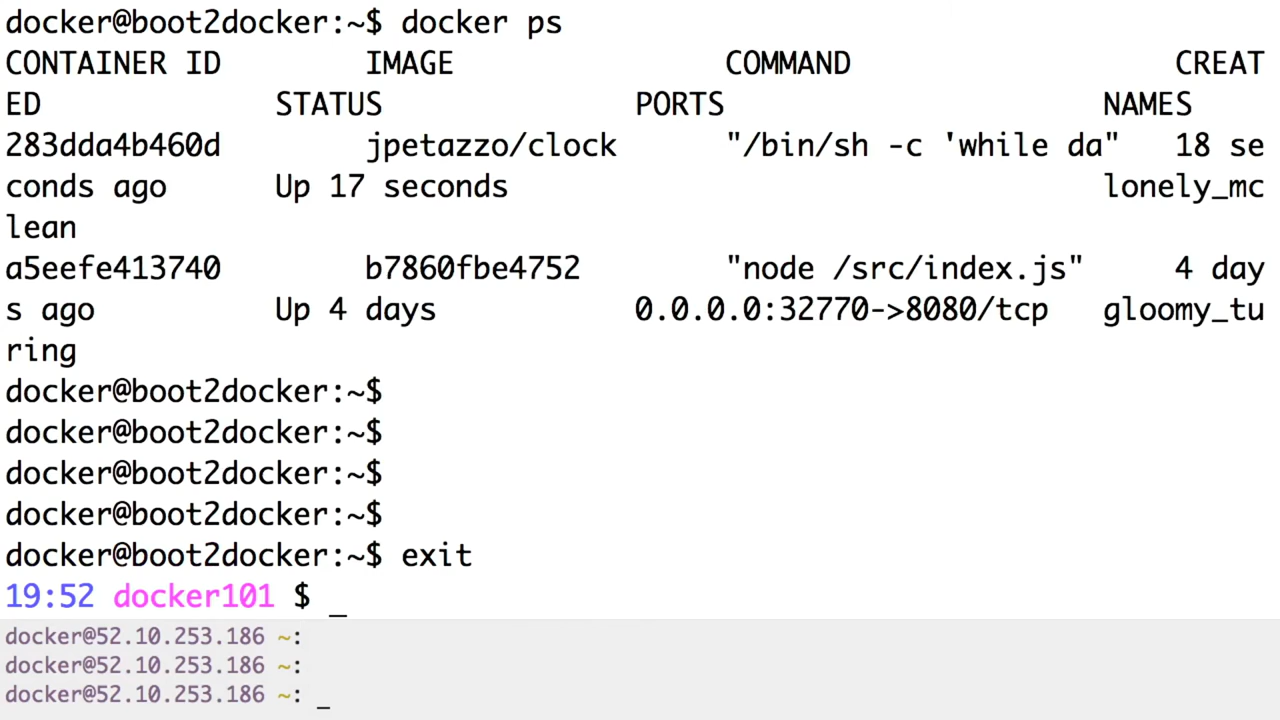 docker@boot2docker:~$ docker ps
CONTAINER ID        IMAGE               COMMAND                  CREAT
ED             STATUS              PORTS                     NAMES
283dda4b460d        jpetazzo/clock      "/bin/sh -c 'while da"   18 se
conds ago      Up 17 seconds                                 lonely_mc
lean
a5eefe413740        b7860fbe4752        "node /src/index.js"     4 day
s ago          Up 4 days           0.0.0.0:32770->8080/tcp   gloomy_tu
ring
docker@boot2docker:~$
docker@boot2docker:~$
docker@boot2docker:~$
docker@boot2docker:~$
docker@boot2docker:~$ exit
19:52 docker101 $ _
docker@52.10.253.186 ~:
docker@52.10.253.186 ~:
docker@52.10.253.186 ~: _